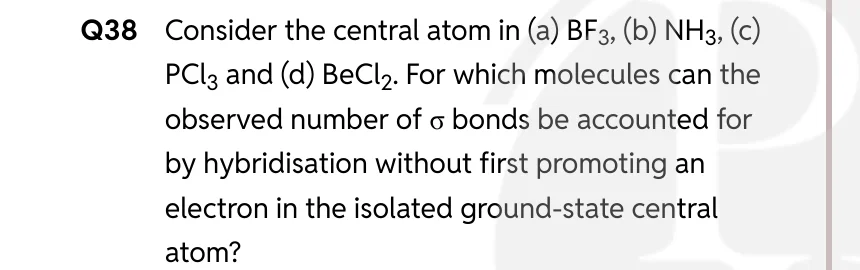 Q38 Consider the central atom in (a) BF₃, (b) NH₃, (c)
PCl₃ and (d) BeCl₂. For which molecules can the
observed number of σ bonds be accounted for
by hybridisation without first promoting an
electron in the isolated ground-state central
atom?